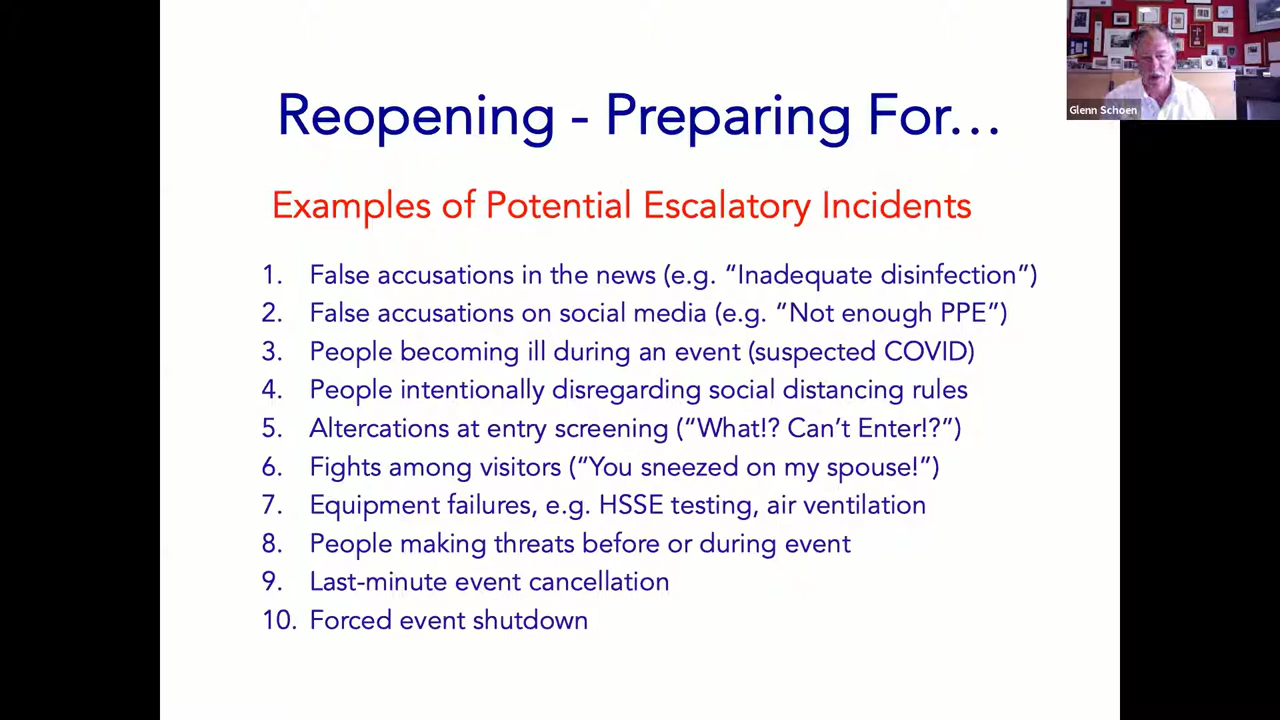 Reopening - Preparing For...
Glenn Schoen
Examples of Potential Escalatory Incidents
1. False accusations in the news (e.g. “Inadequate disinfection”)
2. False accusations on social media (e.g. “Not enough PPE”)
3. People becoming ill during an event (suspected COVID)
4. People intentionally disregarding social distancing rules
5. Altercations at entry screening (“What!? Can’t Enter!?”)
6. Fights among visitors (“You sneezed on my spouse!”)
7. Equipment failures, e.g. HSSE testing, air ventilation
8. People making threats before or during event
9. Last-minute event cancellation
10. Forced event shutdown